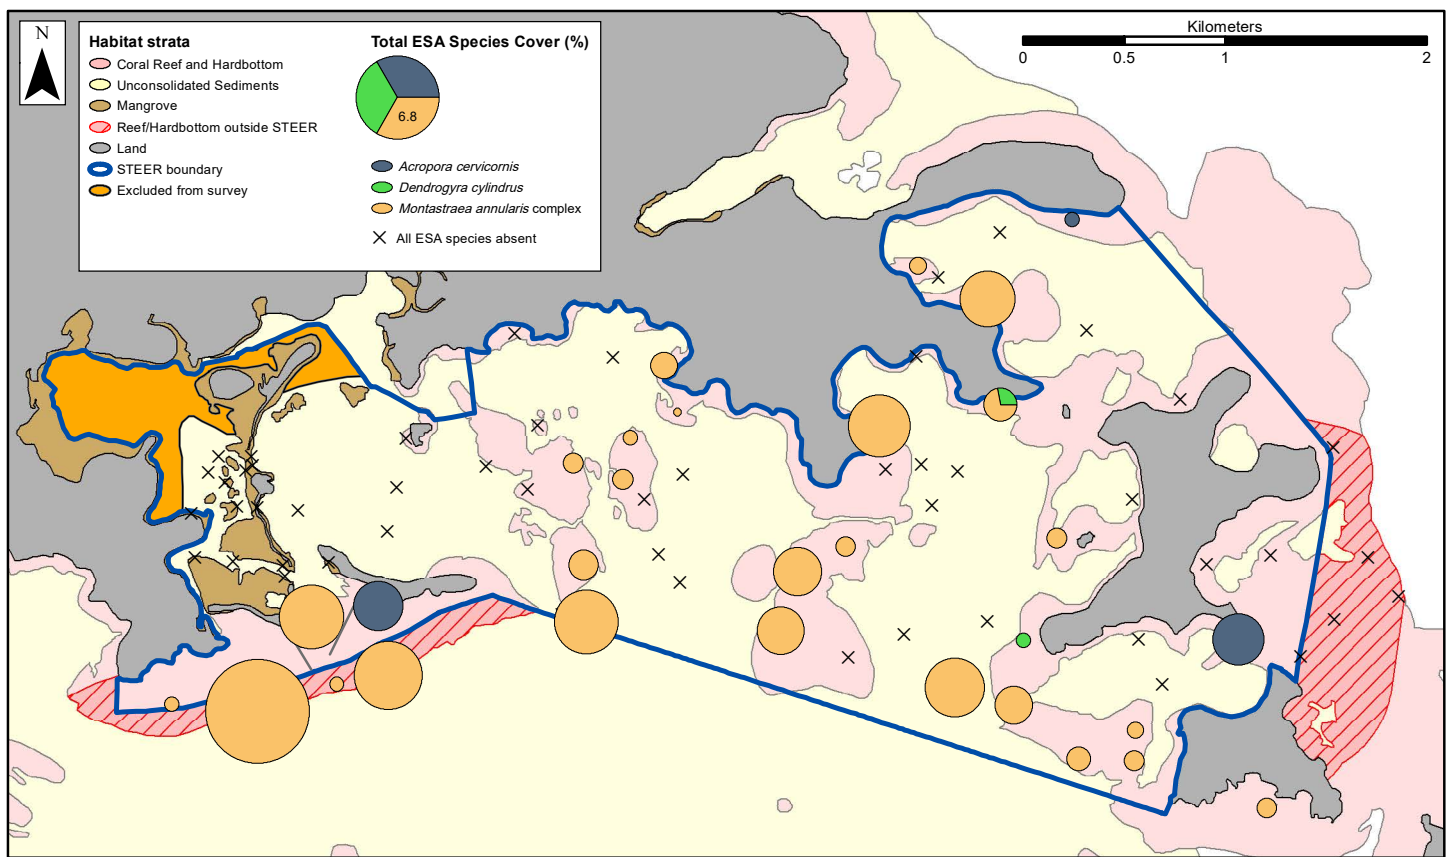 N
Habitat strata
Coral Reef and Hardbottom
Unconsolidated Sediments
Mangrove
Reef/Hardbottom outside STEER
Land
STEER boundary
Excluded from survey
Total ESA Species Cover (%)
6.8
Acropora cervicornis
Dendrogyra cylindrus
Montastraea annularis complex
All ESA species absent
Kilometers
0 0.5 1 2